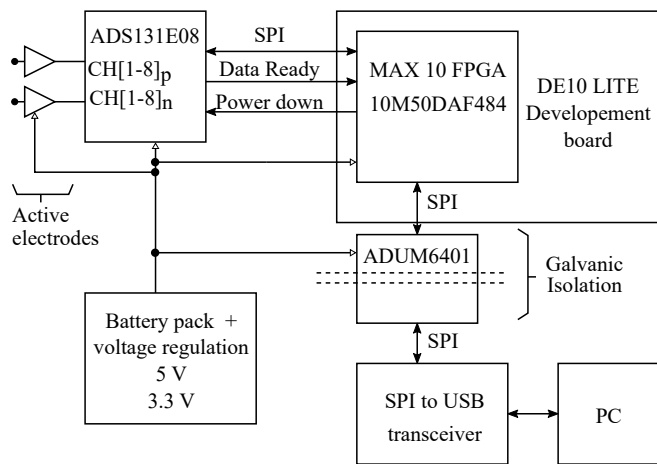 ADS131E08
CH[1-8]p
CH[1-8]n
SPI
Data Ready
Power down
MAX 10 FPGA
10M50DAF484
DE10 LITE
Developement
board
Active
electrodes
SPI
ADUM6401
Galvanic
Isolation
Battery pack +
voltage regulation
5 V
3.3 V
SPI
SPI to USB
transceiver
PC